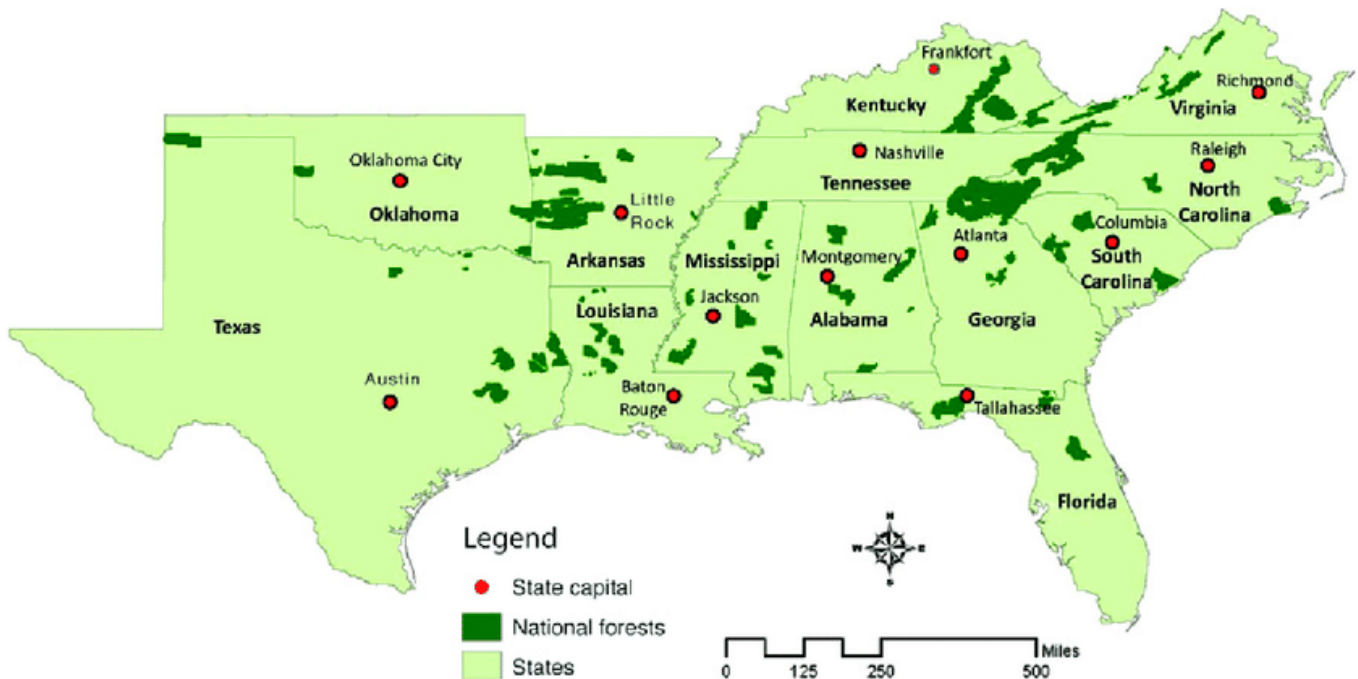 Frankfort
Kentucky
Richmond
Virginia
Oklahoma City
Oklahoma
Nashville
Tennessee
Raleigh
North
Carolina
Little
Rock
Arkansas
Columbia
South
Carolina
Atlanta
Georgia
Mississippi
Jackson
Montgomery
Alabama
Louisiana
Baton
Rouge
Texas
Austin
Tallahassee
Florida
N
W E
S
Legend
State capital
National forests
States
Miles
0 125 250 500